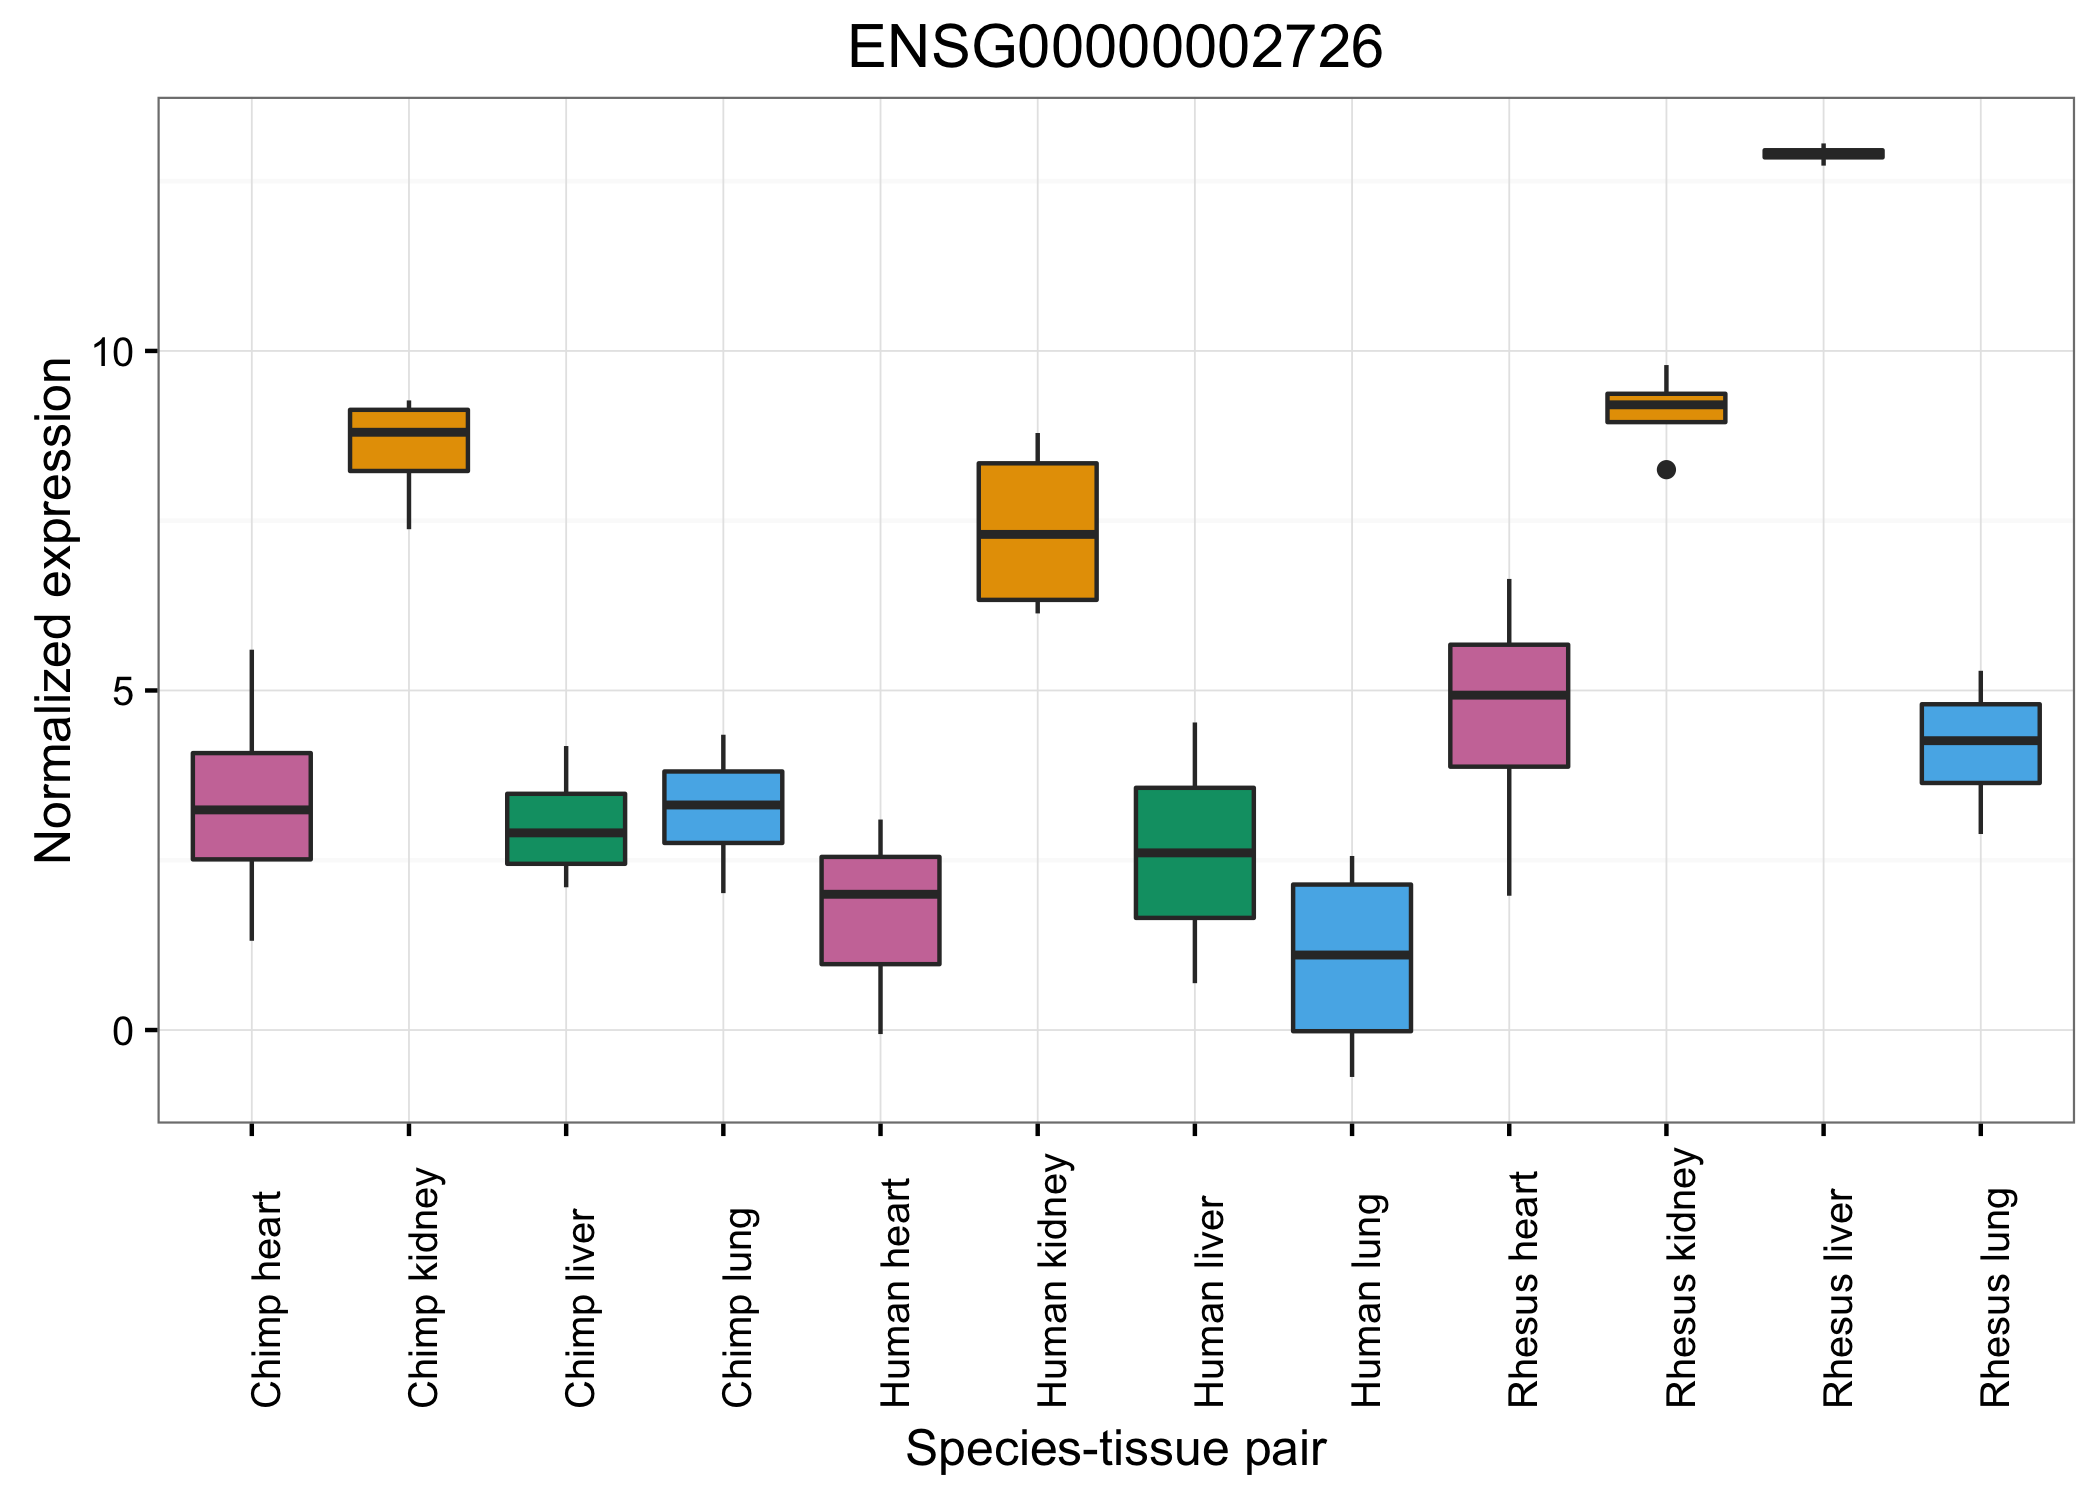 ENSG00000002726
Normalized expression
10
5
0
Chimp heart
Chimp kidney
Chimp liver
Chimp lung
Human heart
Human kidney
Human liver
Human lung
Rhesus heart
Rhesus kidney
Rhesus liver
Rhesus lung
Species-tissue pair